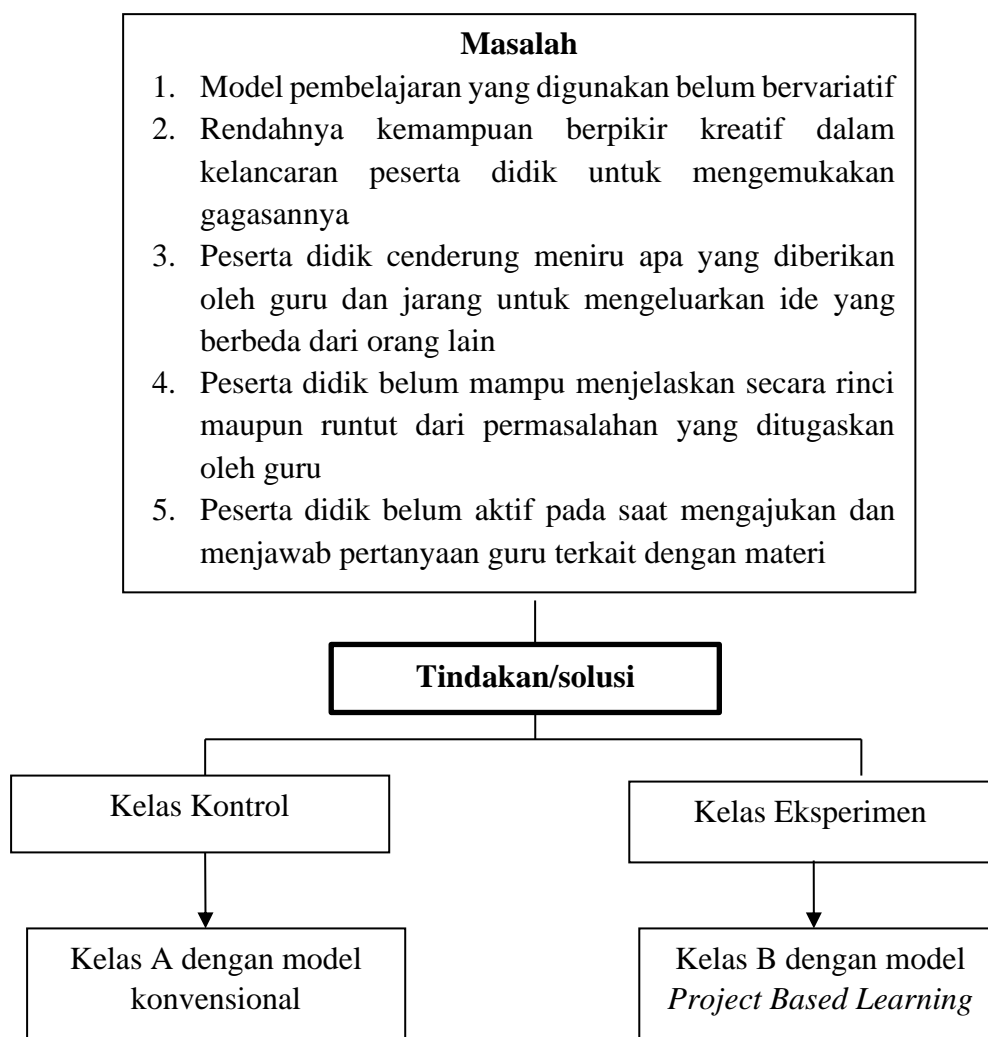 Masalah
1. Model pembelajaran yang digunakan belum bervariatif
2. Rendahnya kemampuan berpikir kreatif dalam
kelancaran peserta didik untuk mengemukakan
gagasannya
3. Peserta didik cenderung meniru apa yang diberikan
oleh guru dan jarang untuk mengeluarkan ide yang
berbeda dari orang lain
4. Peserta didik belum mampu menjelaskan secara rinci
maupun runtut dari permasalahan yang ditugaskan
oleh guru
5. Peserta didik belum aktif pada saat mengajukan dan
menjawab pertanyaan guru terkait dengan materi
Tindakan/solusi
Kelas Kontrol
Kelas Eksperimen
Kelas A dengan model
konvensional
Kelas B dengan model
Project Based Learning